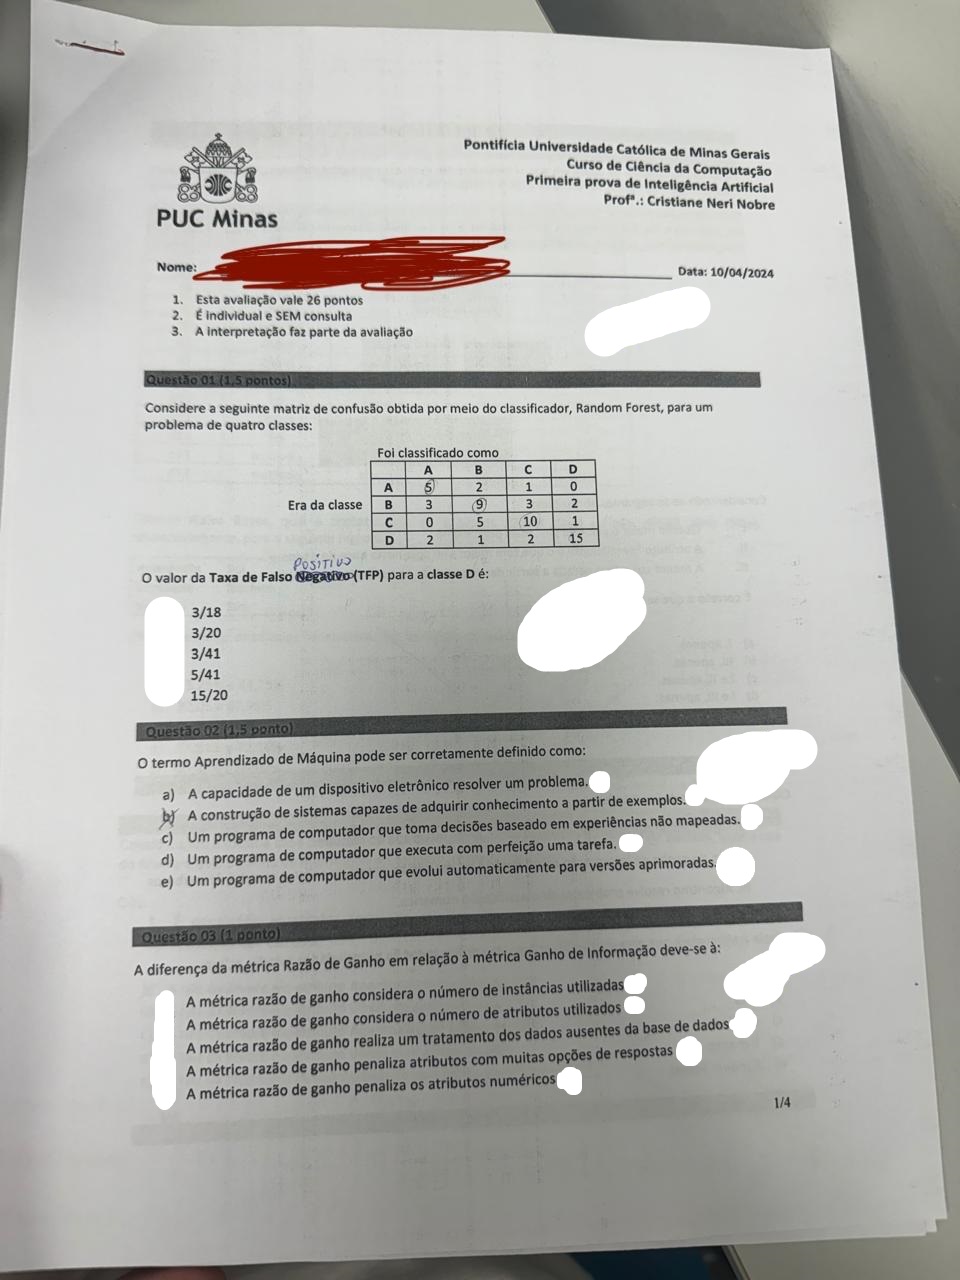 Pontifícia Universidade Católica de Minas Gerais
Curso de Ciência da Computação
Primeira prova de Inteligência Artificial
Profª.: Cristiane Neri Nobre
PUC Minas
Nome: Data: 10/04/2024
1. Esta avaliação vale 26 pontos
2. É individual e SEM consulta
3. A interpretação faz parte da avaliação
Questão 01 (1,5 pontos)
Considere a seguinte matriz de confusão obtida por meio do classificador, Random Forest, para um
problema de quatro classes:
Foi classificado como
A B C D
A 5 2 1 0
Era da classe B 3 9 3 2
C 0 5 10 1
D 2 1 2 15
POSITIVO
O valor da Taxa de Falso Negativo (TFP) para a classe D é:
3/18
3/20
3/41
5/41
15/20
Questão 02 (1,5 ponto)
O termo Aprendizado de Máquina pode ser corretamente definido como:
a) A capacidade de um dispositivo eletrônico resolver um problema.
b) A construção de sistemas capazes de adquirir conhecimento a partir de exemplos.
c) Um programa de computador que toma decisões baseado em experiências não mapeadas.
d) Um programa de computador que executa com perfeição uma tarefa.
e) Um programa de computador que evolui automaticamente para versões aprimoradas.
Questão 03 (1 ponto)
A diferença da métrica Razão de Ganho em relação à métrica Ganho de Informação deve-se à:
A métrica razão de ganho considera o número de instâncias utilizadas
A métrica razão de ganho considera o número de atributos utilizados
A métrica razão de ganho realiza um tratamento dos dados ausentes da base de dados
A métrica razão de ganho penaliza atributos com muitas opções de respostas
A métrica razão de ganho penaliza os atributos numéricos
1/4